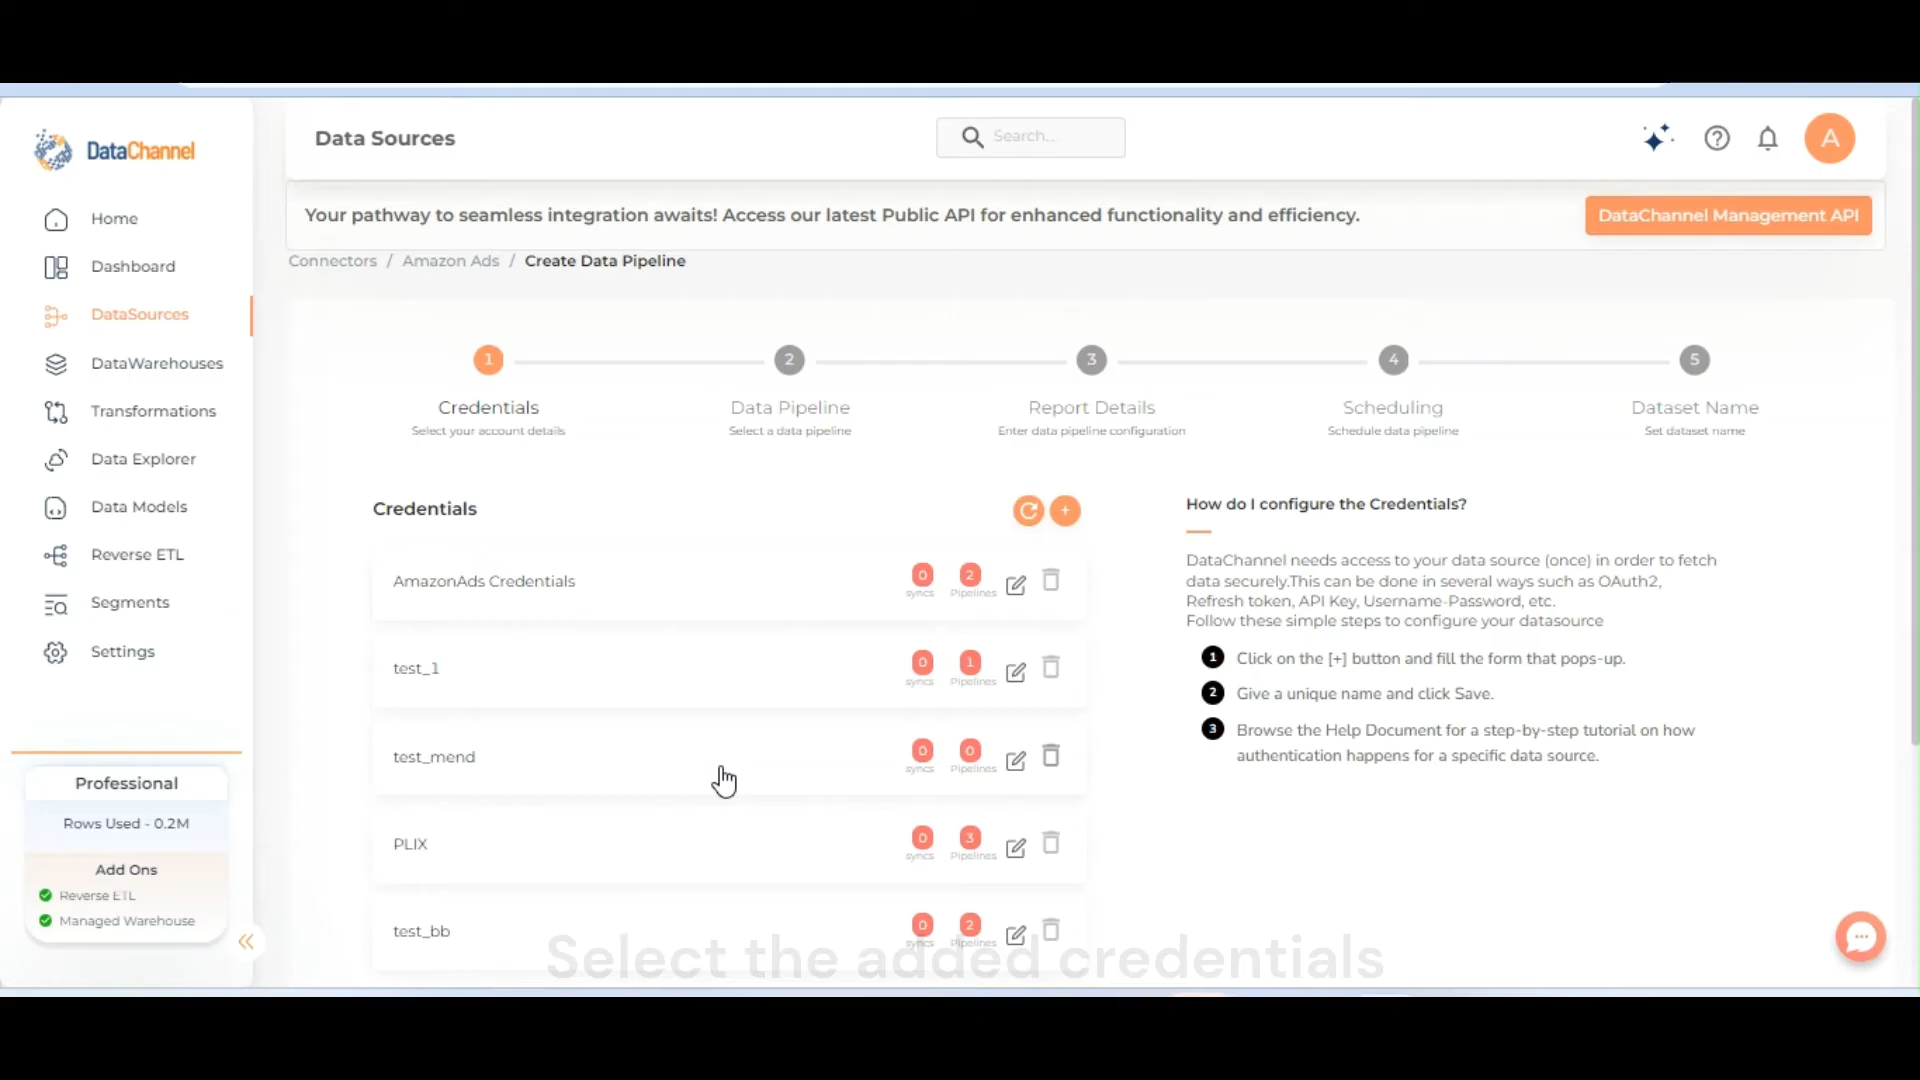 DataChannel
Data Sources
Search...
A
Home
Dashboard
DataSources
DataWarehouses
Transformations
Data Explorer
Data Models
Reverse ETL
Segments
Settings
Professional
Rows Used - 0.2M
Add Ons
Reverse ETL
Managed Warehouse
Your pathway to seamless integration awaits! Access our latest Public API for enhanced functionality and efficiency.
DataChannel Management API
Connectors / Amazon Ads / Create Data Pipeline
1
Credentials
Select your account details
2
Data Pipeline
Select a data pipeline
3
Report Details
Enter data pipeline configuration
4
Scheduling
Schedule data pipeline
5
Dataset Name
Set dataset name
Credentials
+
AmazonAds Credentials
0 syncs
2 Pipelines
test_1
0 syncs
1 Pipelines
test_mend
0 syncs
0 Pipelines
PLIX
0 syncs
3 Pipelines
test_bb
0 syncs
2 Pipelines
How do I configure the Credentials?
DataChannel needs access to your data source (once) in order to fetch
data securely.This can be done in several ways such as OAuth2,
Refresh token, API Key, Username-Password, etc.
Follow these simple steps to configure your datasource
1 Click on the [+] button and fill the form that pops-up.
2 Give a unique name and click Save.
3 Browse the Help Document for a step-by-step tutorial on how
authentication happens for a specific data source.
Select the added credentials